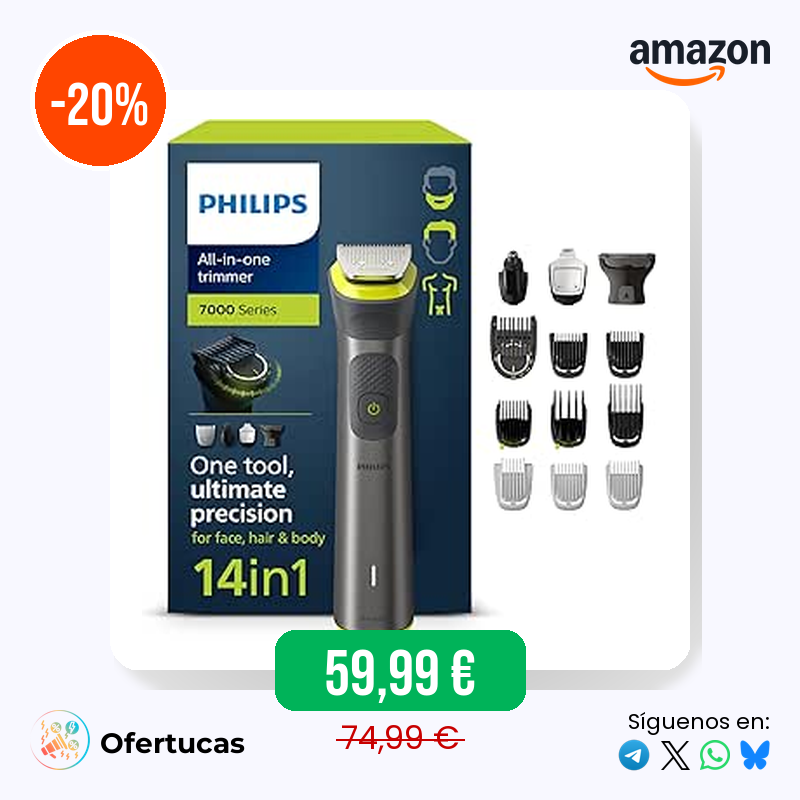 -20%
amazon
PHILIPS
All-in-one
trimmer
7000 Series
One tool,
ultimate
precision
for face, hair & body
14in1
PHILIPS
59,99 €
74,99 €
Ofertucas
Síguenos en: